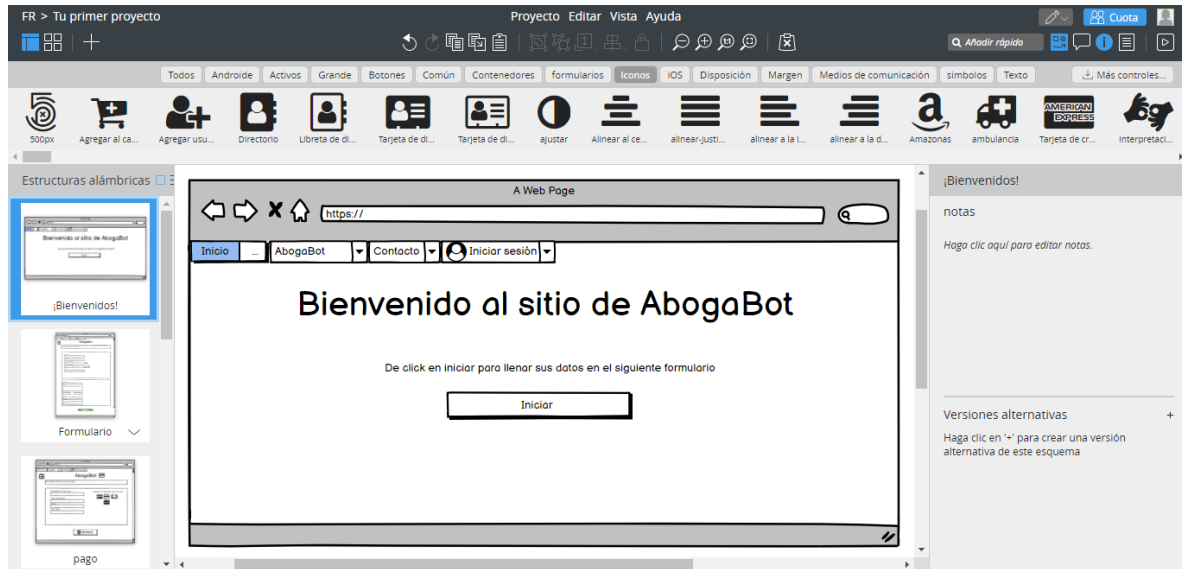 FR > Tu primer proyecto
Proyecto Editar Vista Ayuda
Cuota
Añadir rápido
Todos Androide Activos Grande Botones Común Contenedores formularios Iconos iOS Disposición Margen Medios de comunicación símbolos Texto Más controles...
500px Agregar al ca... Agregar usu... Directorio Libreta de di... Tarjeta de di... Tarjeta de di... ajustar Alinear al ce... alinear-justi... alinear a la i... alinear a la d... Amazonas ambulancia Tarjeta de cr... interpretaci...
AMERICAN EXPRESS
Estructuras alámbricas
¡Bienvenidos!
Formulario
pago
A Web Page
https://
Inicio ... AbogaBot Contacto Iniciar sesión
Bienvenido al sitio de AbogaBot
De click en iniciar para llenar sus datos en el siguiente formulario
Iniciar
¡Bienvenidos!
notas
Haga clic aquí para editar notas.
Versiones alternativas +
Haga clic en '+' para crear una versión
alternativa de este esquema